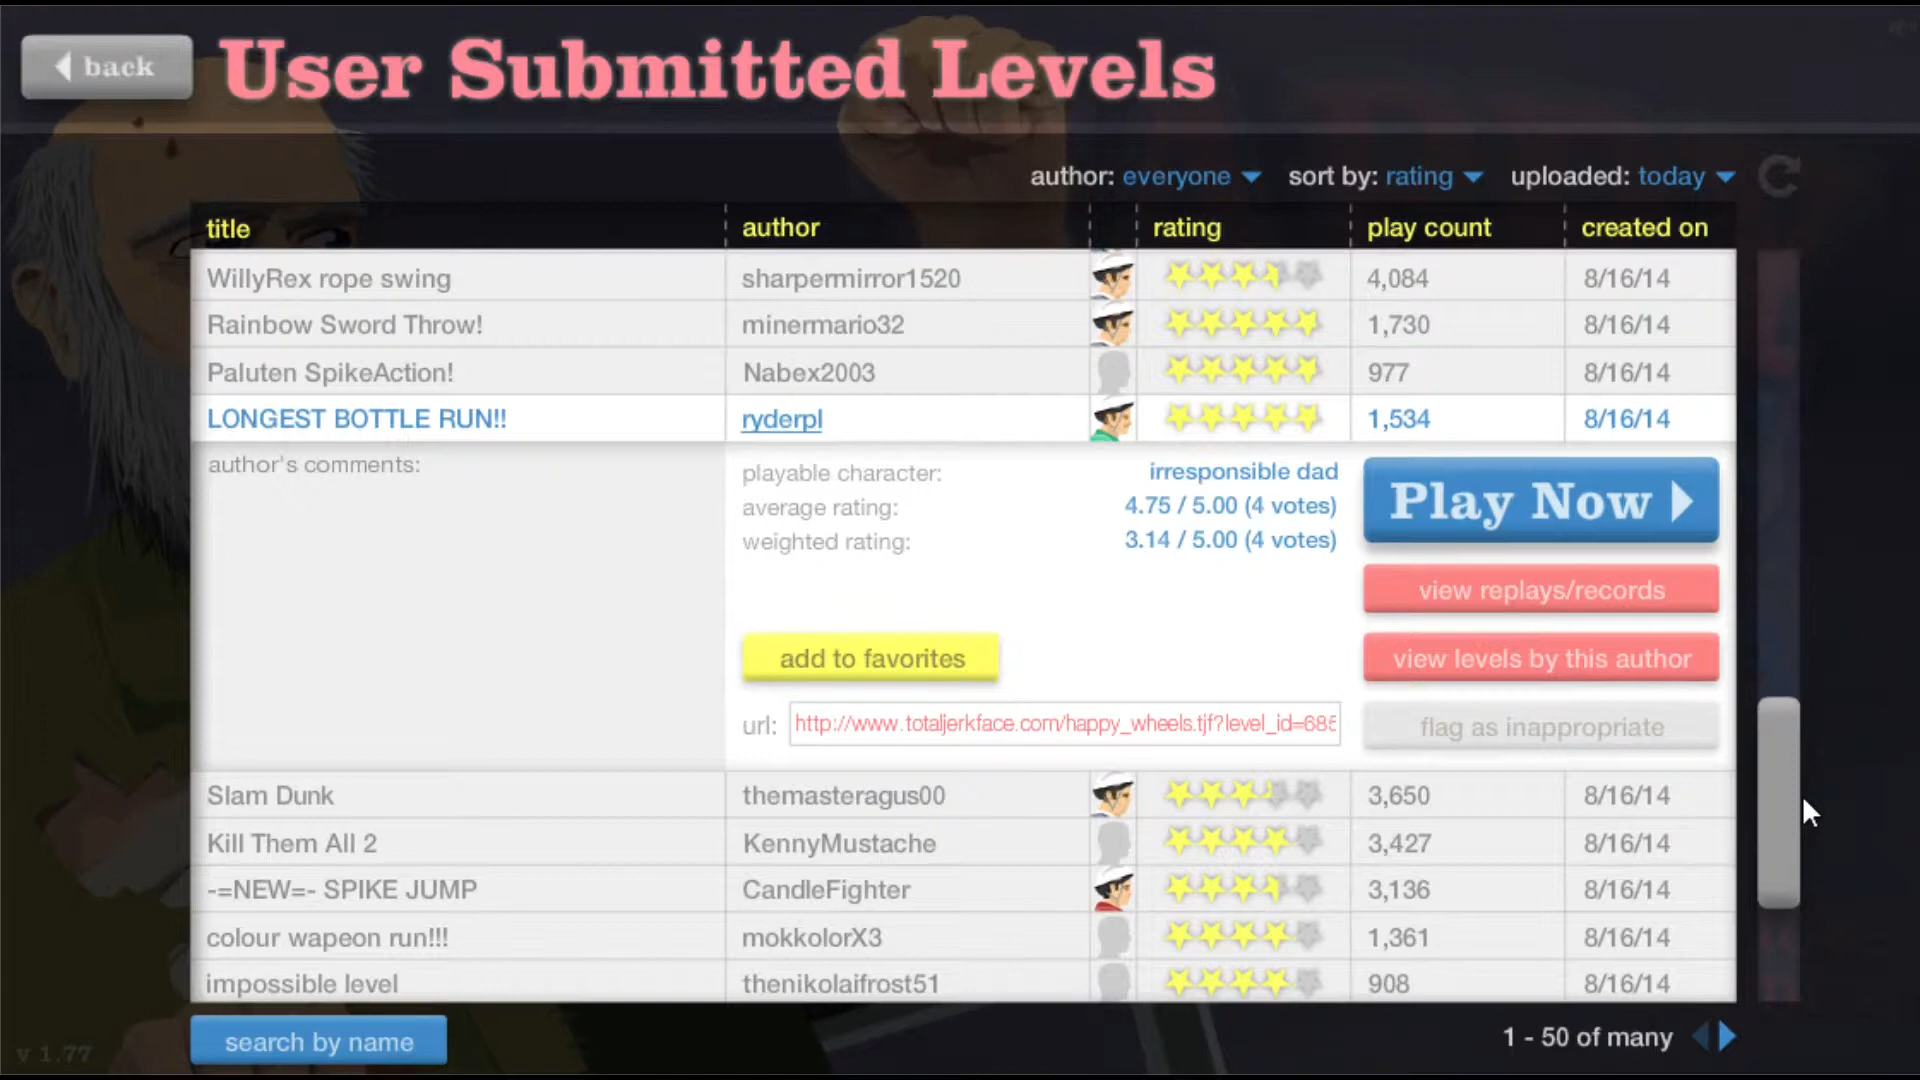 back
User Submitted Levels
author: everyone sort by: rating uploaded: today
title author rating play count created on
WillyRex rope swing sharpermirror1520 4,084 8/16/14
Rainbow Sword Throw! minermario32 1,730 8/16/14
Paluten SpikeAction! Nabex2003 977 8/16/14
LONGEST BOTTLE RUN!! ryderpl 1,534 8/16/14
author's comments:
playable character: irresponsible dad
average rating: 4.75 / 5.00 (4 votes)
weighted rating: 3.14 / 5.00 (4 votes)
Play Now
view replays/records
add to favorites
view levels by this author
url: http://www.totaljerkface.com/happy_wheels.tjf?level_id=685
flag as inappropriate
Slam Dunk themasteragus00 3,650 8/16/14
Kill Them All 2 KennyMustache 3,427 8/16/14
-=NEW=- SPIKE JUMP CandleFighter 3,136 8/16/14
colour wapeon run!!! mokkolorX3 1,361 8/16/14
impossible level thenikolaifrost51 908 8/16/14
search by name
1 - 50 of many
v 1.77